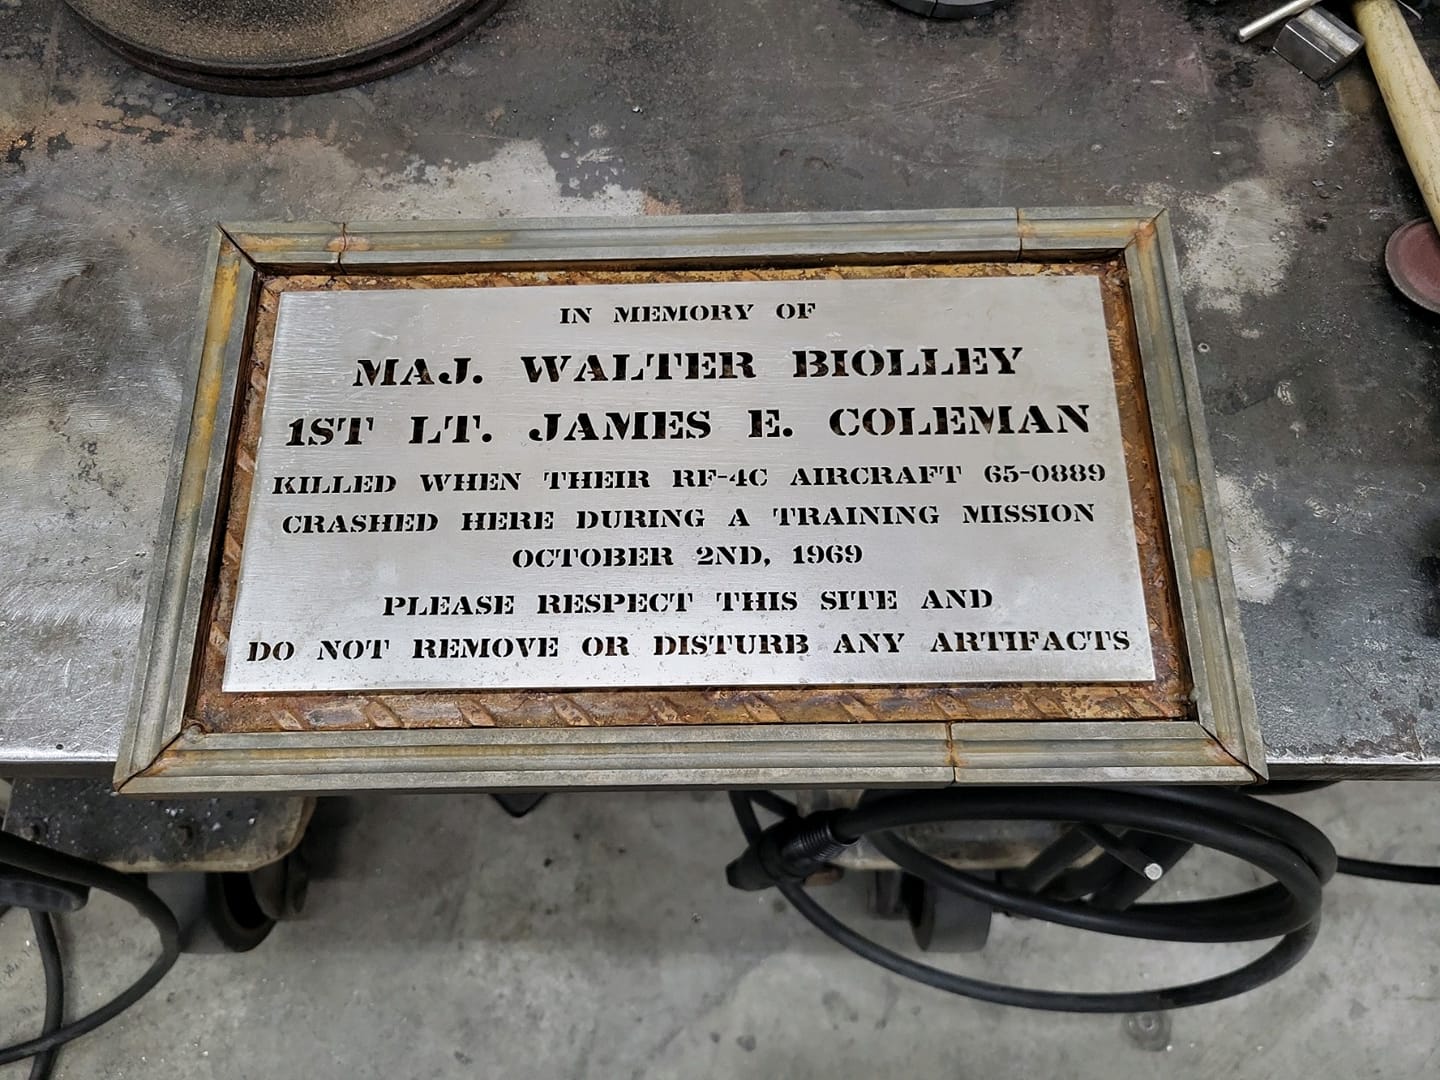 IN MEMORY OF
MAJ. WALTER BIOLLEY
1ST LT. JAMES E. COLEMAN
KILLED WHEN THEIR RF-4C AIRCRAFT 65-0889
CRASHED HERE DURING A TRAINING MISSION
OCTOBER 2ND, 1969
PLEASE RESPECT THIS SITE AND
DO NOT REMOVE OR DISTURB ANY ARTIFACTS